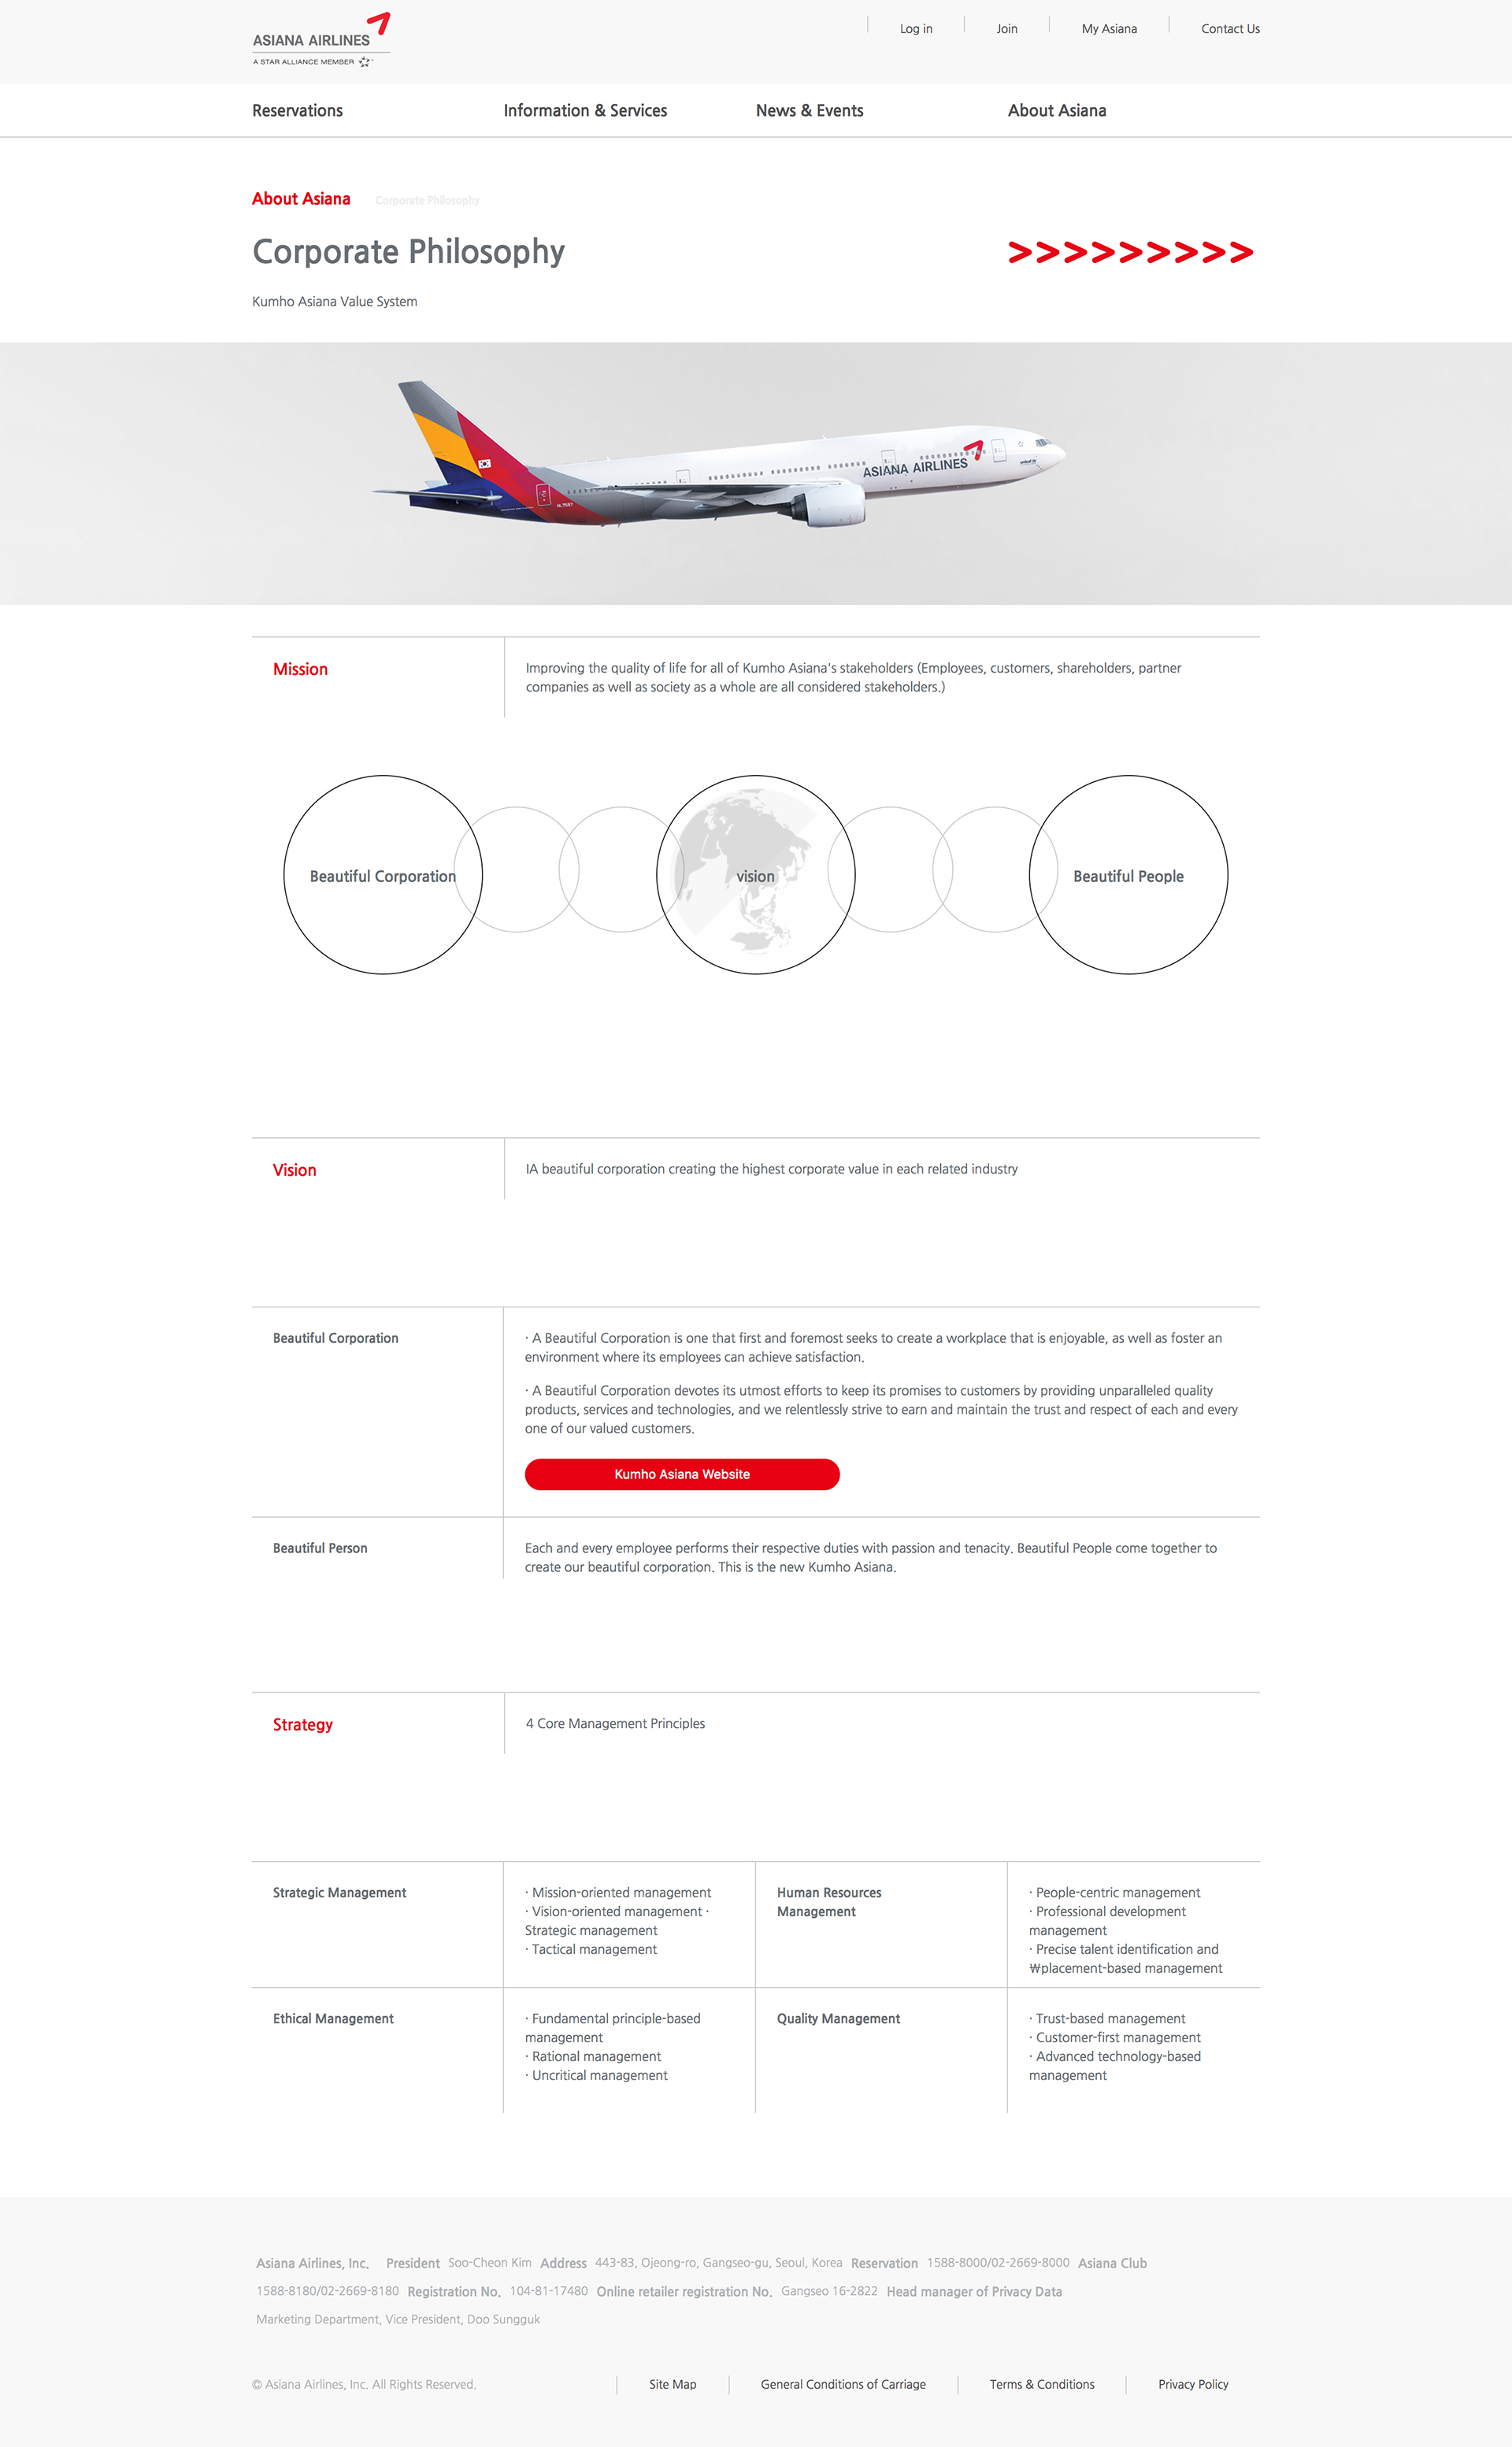 ASIANA AIRLINES
A STAR ALLIANCE MEMBER
Log in
Join
My Asiana
Contact Us
Reservations
Information & Services
News & Events
About Asiana
About Asiana
Corporate Philosophy
Corporate Philosophy
>>>>>>>>>
Kumho Asiana Value System
ASIANA AIRLINES
HL7597
Mission
Improving the quality of life for all of Kumho Asiana's stakeholders (Employees, customers, shareholders, partner
companies as well as society as a whole are all considered stakeholders.)
Beautiful Corporation
vision
Beautiful People
Vision
IA beautiful corporation creating the highest corporate value in each related industry
Beautiful Corporation
· A Beautiful Corporation is one that first and foremost seeks to create a workplace that is enjoyable, as well as foster an
environment where its employees can achieve satisfaction.
· A Beautiful Corporation devotes its utmost efforts to keep its promises to customers by providing unparalleled quality
products, services and technologies, and we relentlessly strive to earn and maintain the trust and respect of each and every
one of our valued customers.
Kumho Asiana Website
Beautiful Person
Each and every employee performs their respective duties with passion and tenacity. Beautiful People come together to
create our beautiful corporation. This is the new Kumho Asiana.
Strategy
4 Core Management Principles
Strategic Management
· Mission-oriented management
· Vision-oriented management ·
Strategic management
· Tactical management
Human Resources
Management
· People-centric management
· Professional development
management
· Precise talent identification and
₩placement-based management
Ethical Management
· Fundamental principle-based
management
· Rational management
· Uncritical management
Quality Management
· Trust-based management
· Customer-first management
· Advanced technology-based
management
Asiana Airlines, Inc. President Soo-Cheon Kim Address 443-83, Ojeong-ro, Gangseo-gu, Seoul, Korea Reservation 1588-8000/02-2669-8000 Asiana Club
1588-8180/02-2669-8180 Registration No. 104-81-17480 Online retailer registration No. Gangseo 16-2822 Head manager of Privacy Data
Marketing Department, Vice President, Doo Sungguk
© Asiana Airlines, Inc. All Rights Reserved.
Site Map
General Conditions of Carriage
Terms & Conditions
Privacy Policy